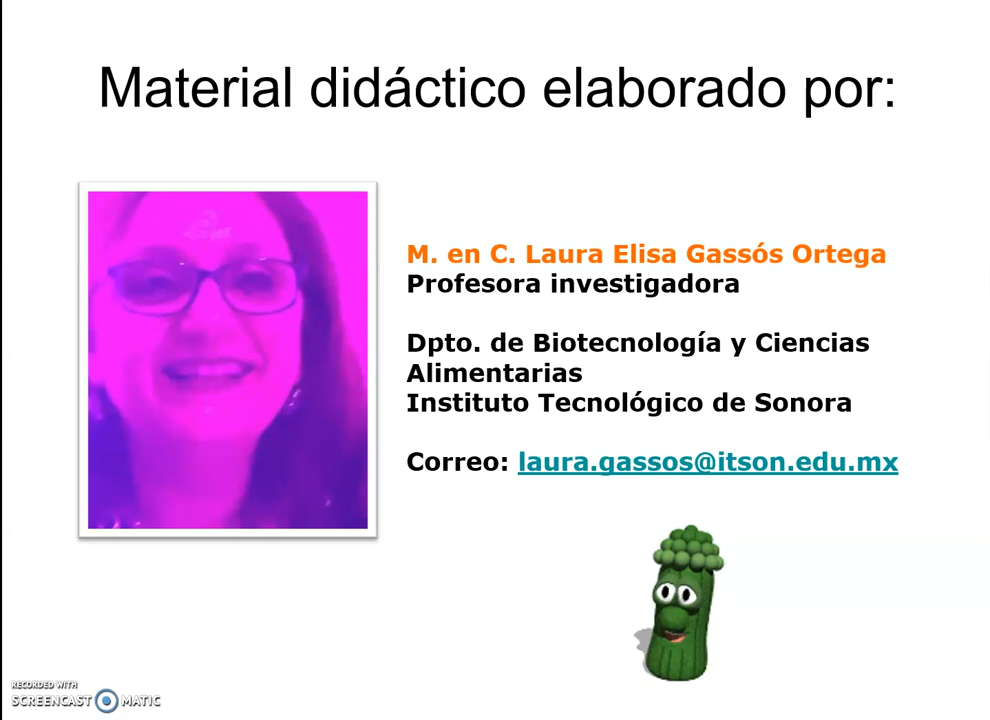 Material didáctico elaborado por:
M. en C. Laura Elisa Gassós Ortega
Profesora investigadora
Dpto. de Biotecnología y Ciencias
Alimentarias
Instituto Tecnológico de Sonora
Correo: laura.gassos@itson.edu.mx
RECORDED WITH
SCREENCAST MATIC